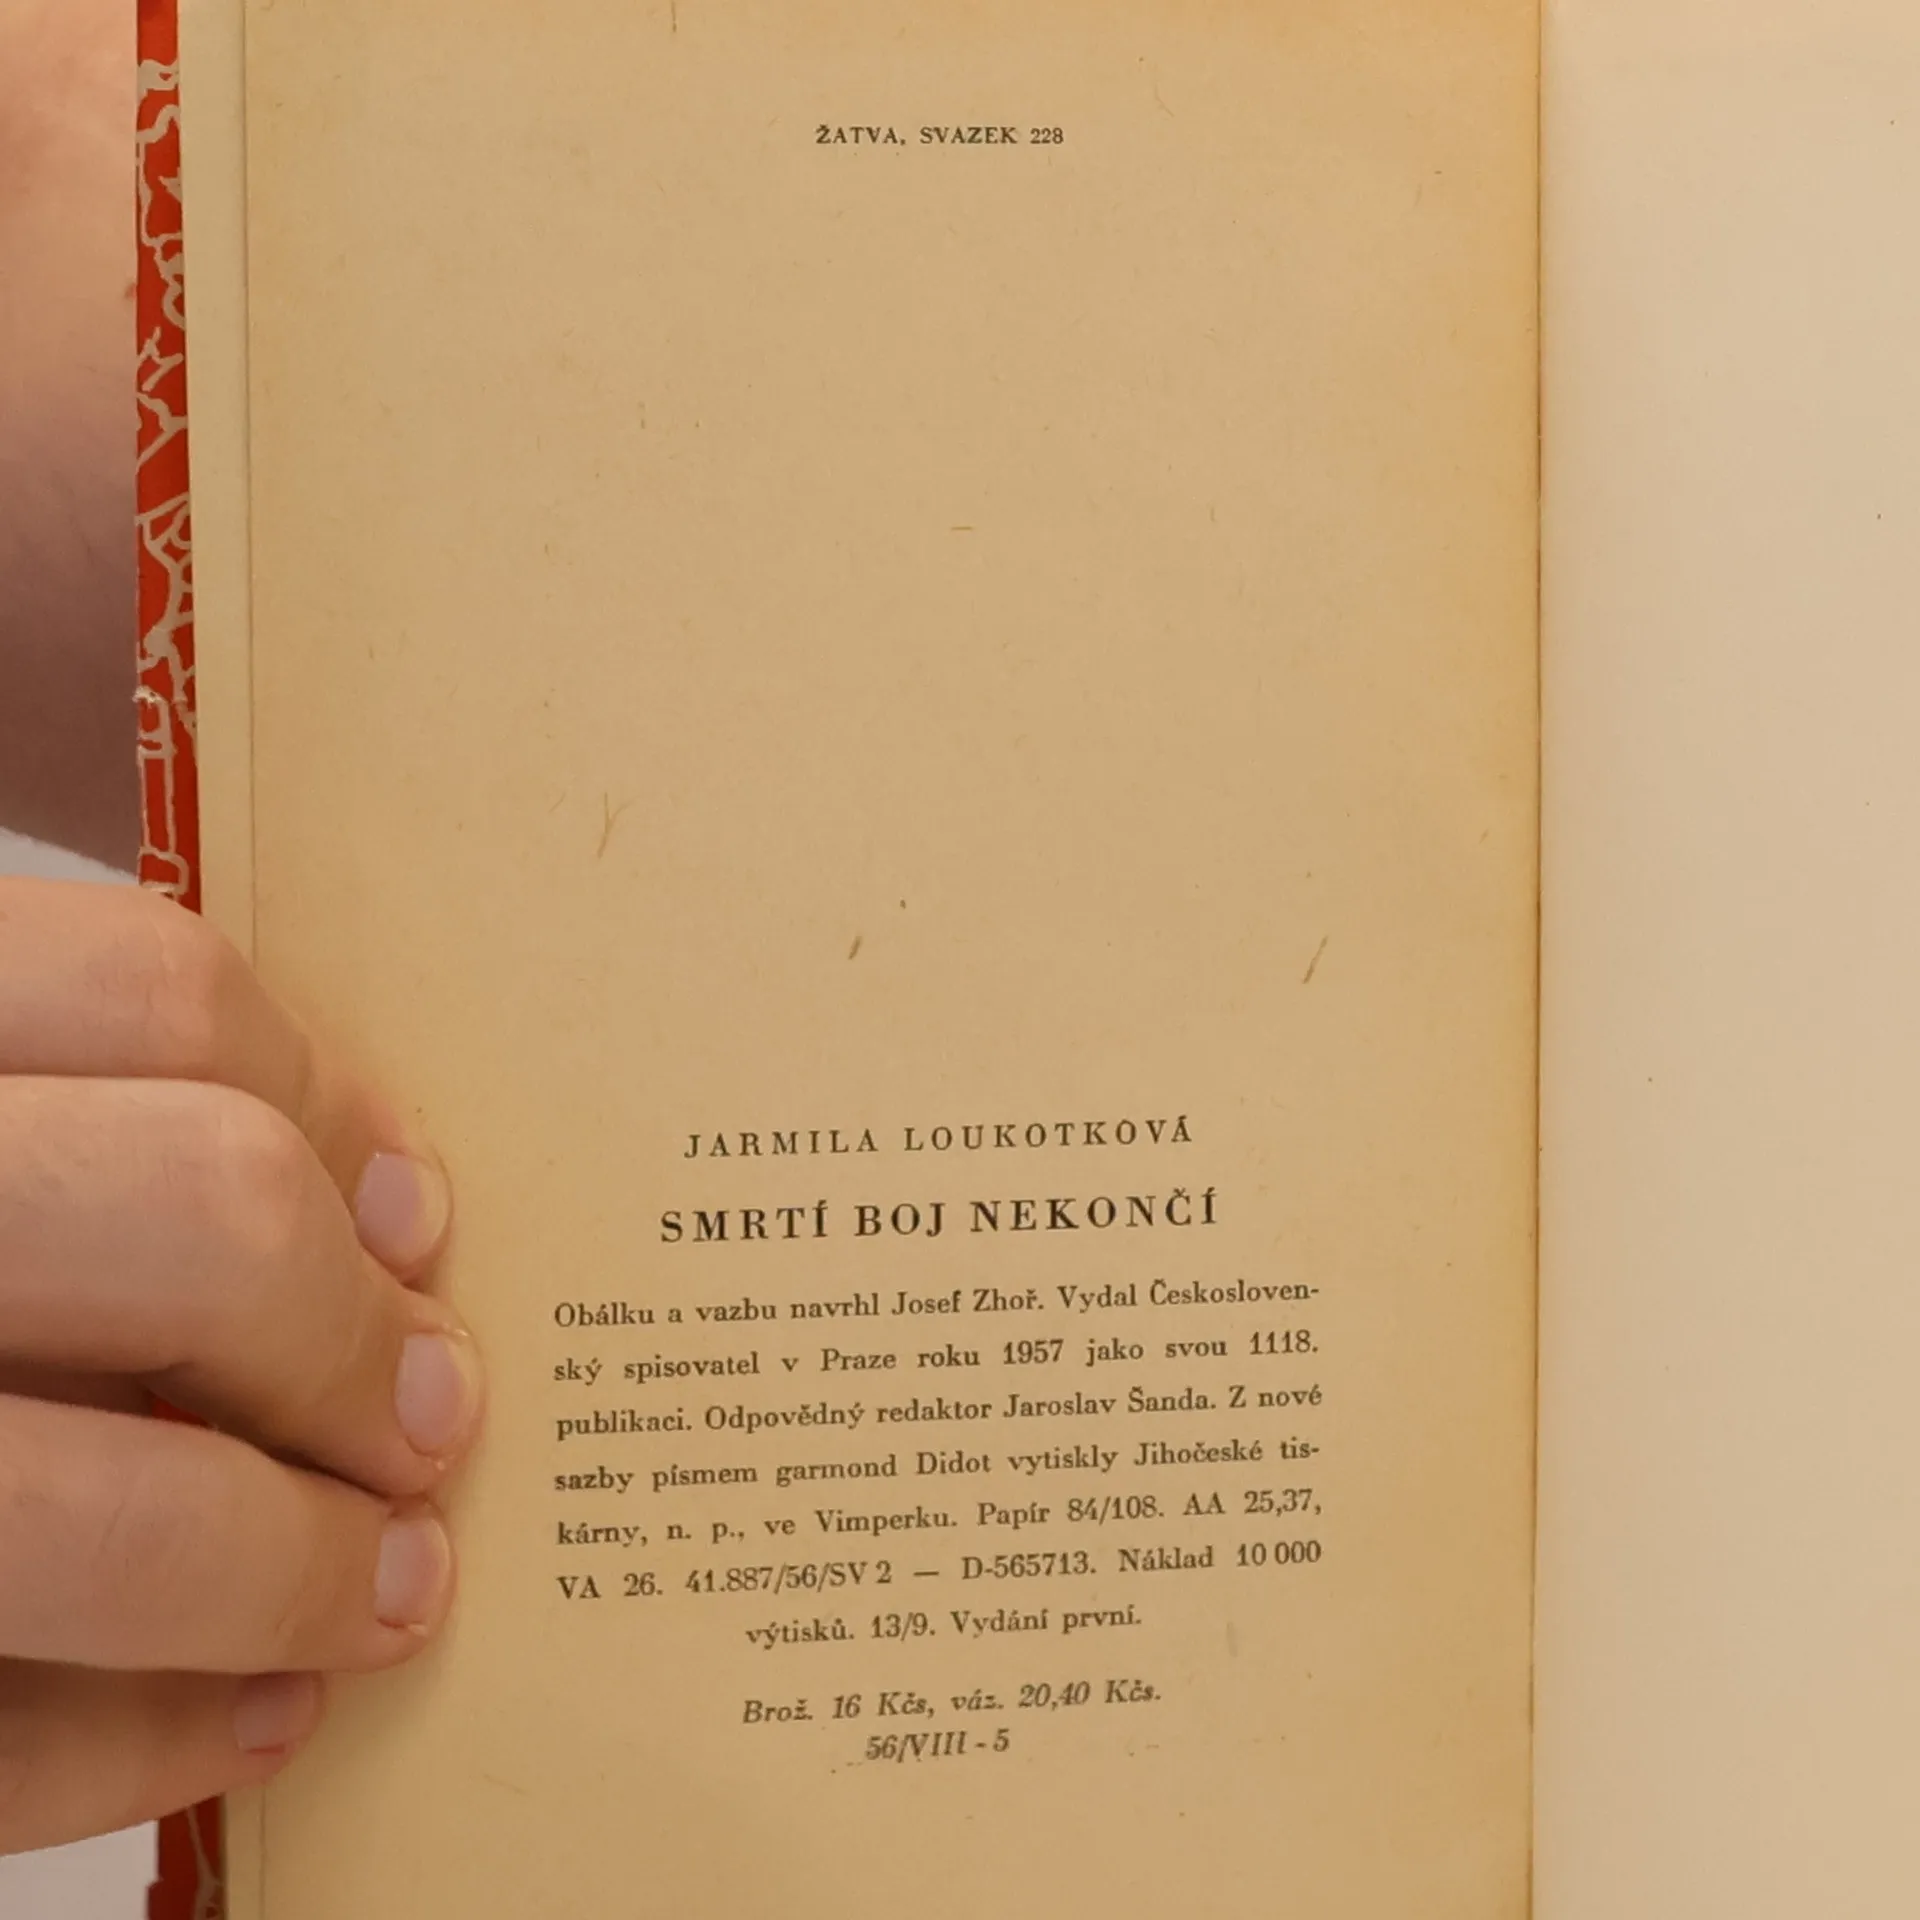 ŽATVA, SVAZEK 228
JARMILA LOUKOTKOVÁ
SMRTÍ BOJ NEKONČÍ
Obálku a vazbu navrhl Josef Zhoř. Vydal Českosloven-
ský spisovatel v Praze roku 1957 jako svou 1118.
publikaci. Odpovědný redaktor Jaroslav Šanda. Z nové
sazby písmem garmond Didot vytiskly Jihočeské tis-
kárny, n. p., ve Vimperku. Papír 84/108. AA 25,37,
VA 26. 41.887/56/SV 2 — D-565713. Náklad 10 000
výtisků. 13/9. Vydání první.
Brož. 16 Kčs, váz. 20,40 Kčs.
56/VIII - 5